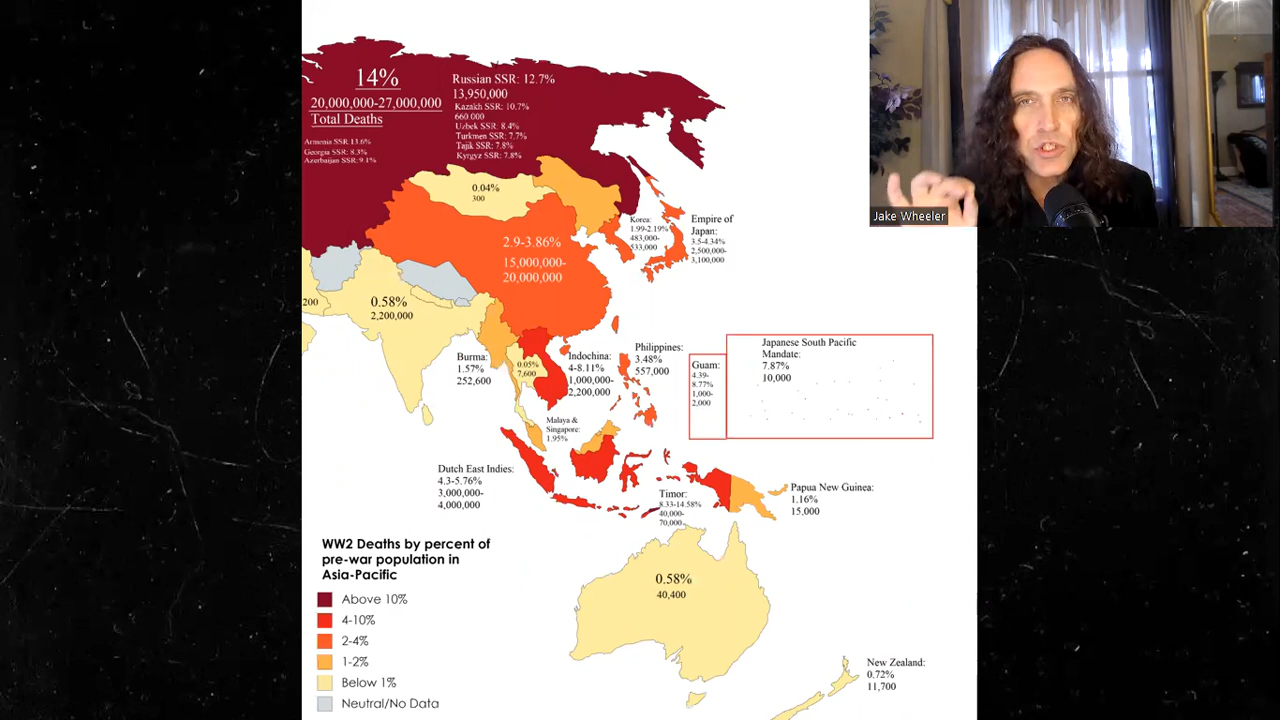 14%
20,000,000-27,000,000
Total Deaths
Armenia SSR 13.6%
Georgia SSR: 8.3%
Azerbaijan SSR: 9.1%
Russian SSR: 12.7%
13,950,000
Kazakh SSR: 10.7%
660 000
Uzbek SSR: 8.4%
Turkmen SSR: 7,7%
Tajik SSR: 7.8%
Kyrgyz SSR: 7.8%
Jake Wheeler
0.04%
300
Korea:
1.99-2.19%
483,000-
533,000
Empire of
Japan:
3.5-4.34%
2,500,000-
3,100,000
2.9-3.86%
15,000,000-
20,000,000
200
0.58%
2,200,000
Burma:
1.57%
252,600
0.05%
7,600
Indochina:
4-8.11%
1,000,000-
2,200,000
Philippines:
3.48%
557,000
Guam:
4.39-
8.77%
1,000-
2,000
Japanese South Pacific
Mandate:
7.87%
10,000
Malaya &
Singapore:
1.95%
Dutch East Indies:
4.3-5.76%
3,000,000-
4,000,000
Timor:
8.33-14.58%
40,000-
70,000
Papua New Guinea:
1.16%
15,000
0.58%
40,400
New Zealand:
0.72%
11,700
WW2 Deaths by percent of
pre-war population in
Asia-Pacific
Above 10%
4-10%
2-4%
1-2%
Below 1%
Neutral/No Data